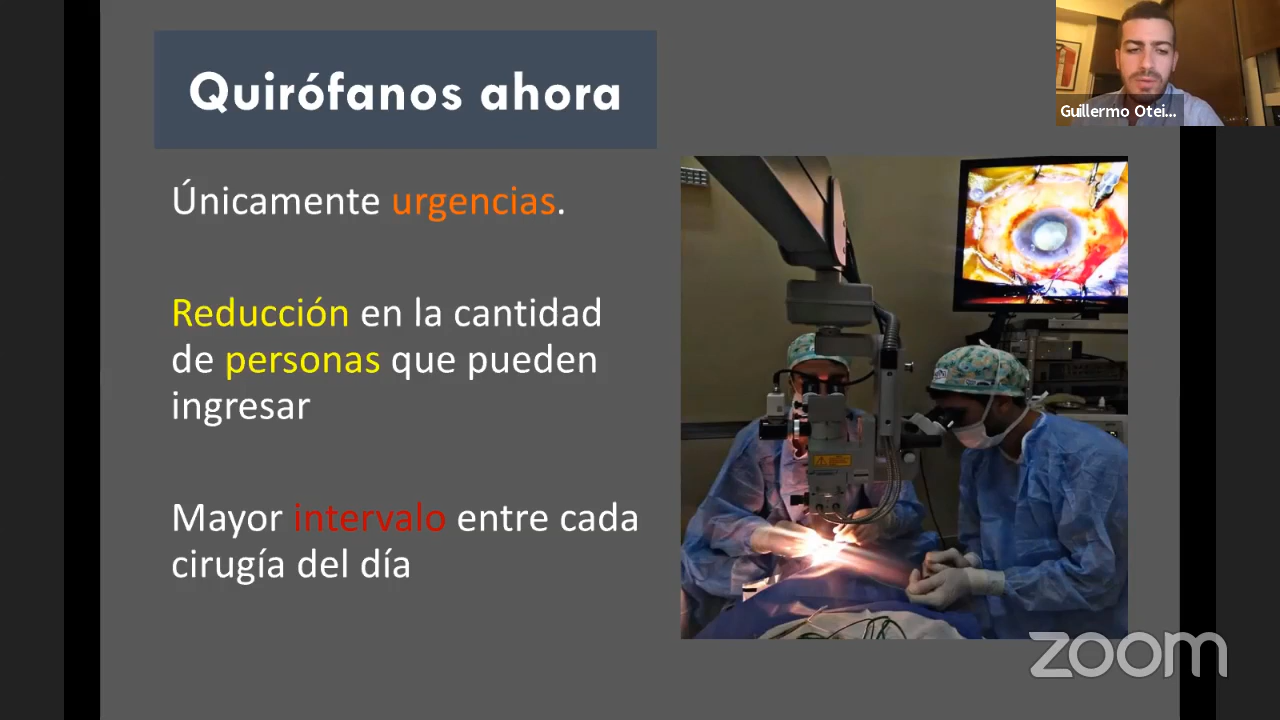 Quirófanos ahora
Guillermo Otei...
Únicamente urgencias.
Reducción en la cantidad
de personas que pueden
ingresar
Mayor intervalo entre cada
cirugía del día
zoom